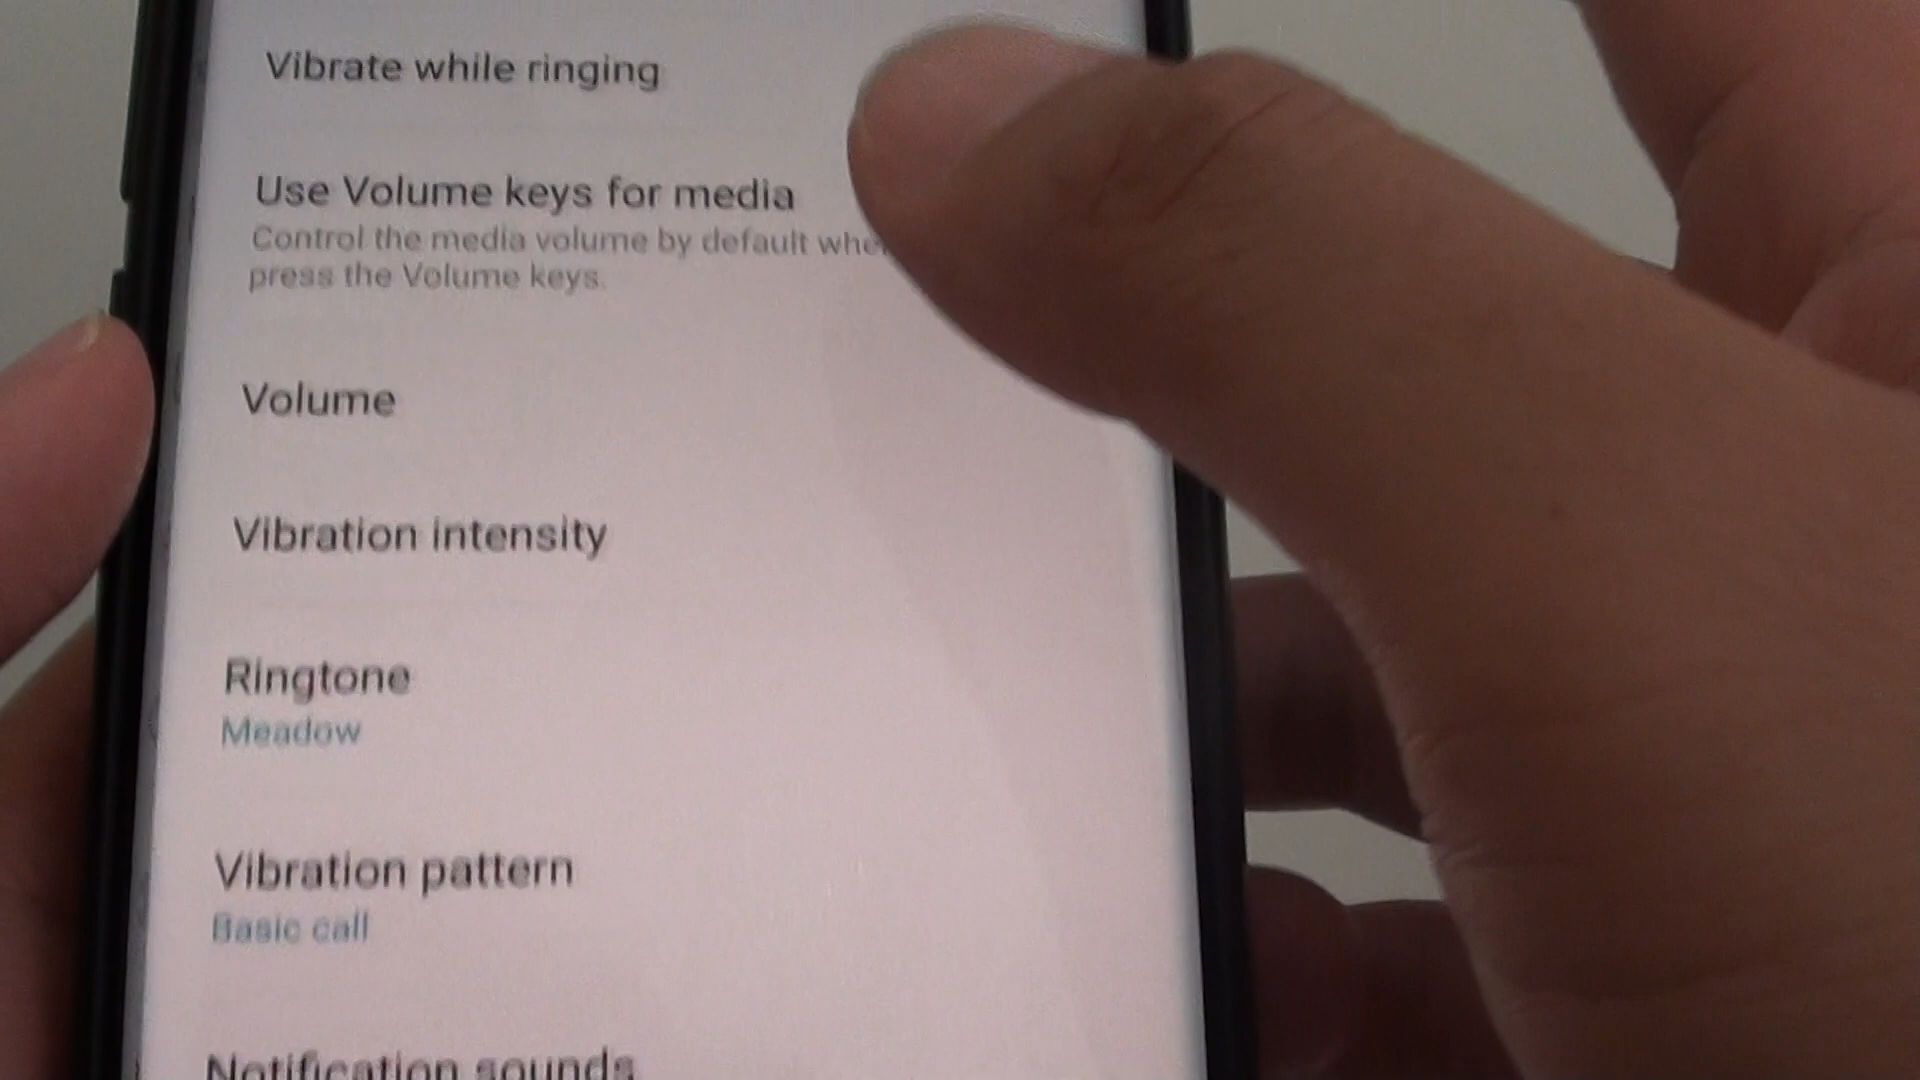 Vibrate while ringing
Use Volume keys for media
Control the media volume by default
press the Volume keys.
Volume
Vibration intensity
Ringtone
Meadow
Vibration pattern
Basic call
Notification sounds